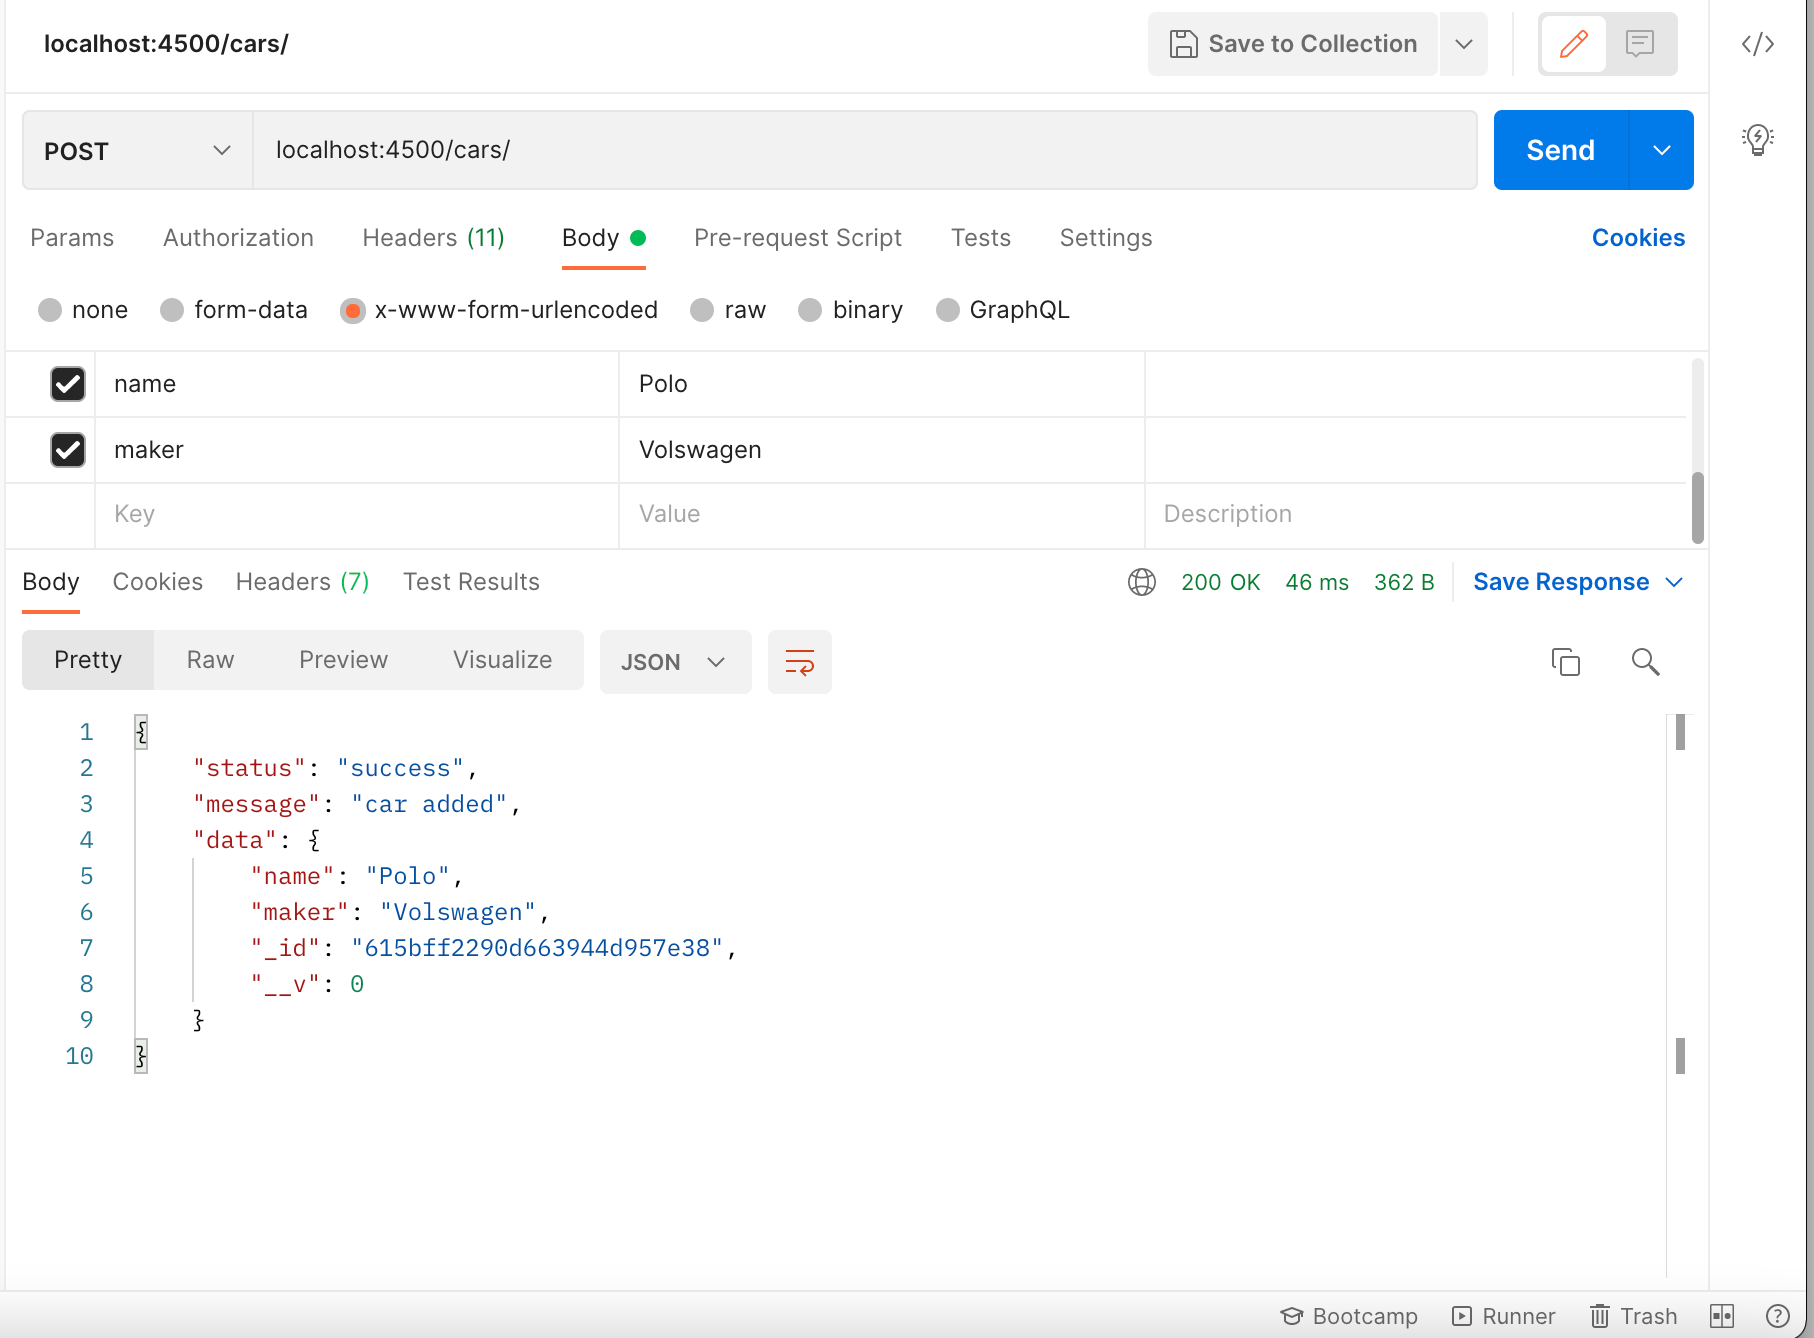 localhost:4500/cars/
Save to Collection
POST
localhost:4500/cars/
Send
Params Authorization Headers (11) Body Pre-request Script Tests Settings Cookies
none form-data x-www-form-urlencoded raw binary GraphQL
name Polo
maker Volswagen
Key Value Description
Body Cookies Headers (7) Test Results 200 OK 46 ms 362 B Save Response
Pretty Raw Preview Visualize JSON
1 {
2 "status": "success",
3 "message": "car added",
4 "data": {
5 "name": "Polo",
6 "maker": "Volswagen",
7 "_id": "615bff2290d663944d957e38",
8 "__v": 0
9 }
10 }
Bootcamp Runner Trash